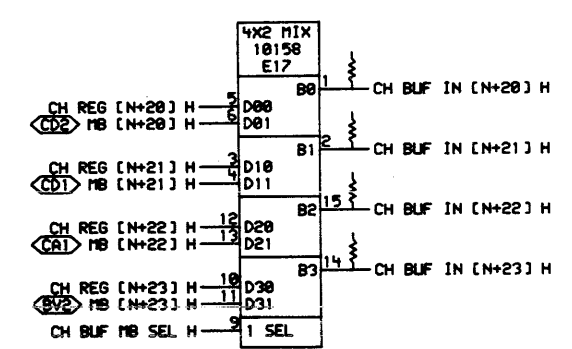 4X2 MIX
10158
E17
B0 1 CH BUF IN [N+20] H
CH REG [N+20] H 5 D00
CD2 MB [N+20] H 6 D01
B1 2 CH BUF IN [N+21] H
CH REG [N+21] H 3 D10
CD1 MB [N+21] H 4 D11
B2 15 CH BUF IN [N+22] H
CH REG [N+22] H 12 D20
CA1 MB [N+22] H 13 D21
B3 14 CH BUF IN [N+23] H
CH REG [N+23] H 10 D30
BV2 MB [N+23] H 11 D31
CH BUF MB SEL H 9 1 SEL